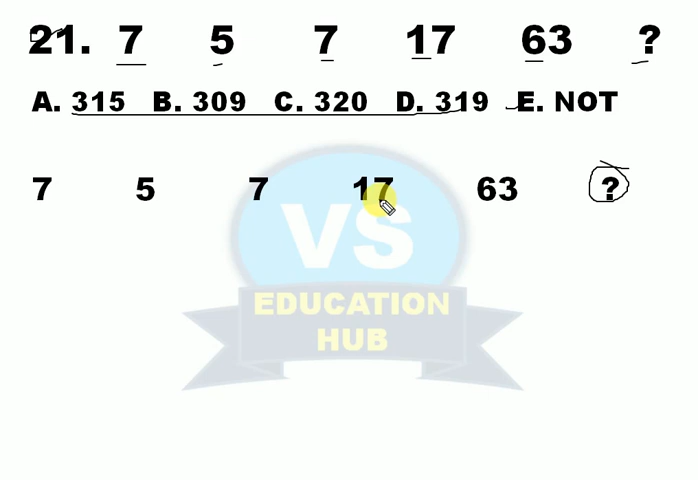 21. 7 5 7 17 63 ?
A. 315 B. 309 C. 320 D. 319 E. NOT
7 5 7 17 63 ?
VS
EDUCATION
HUB